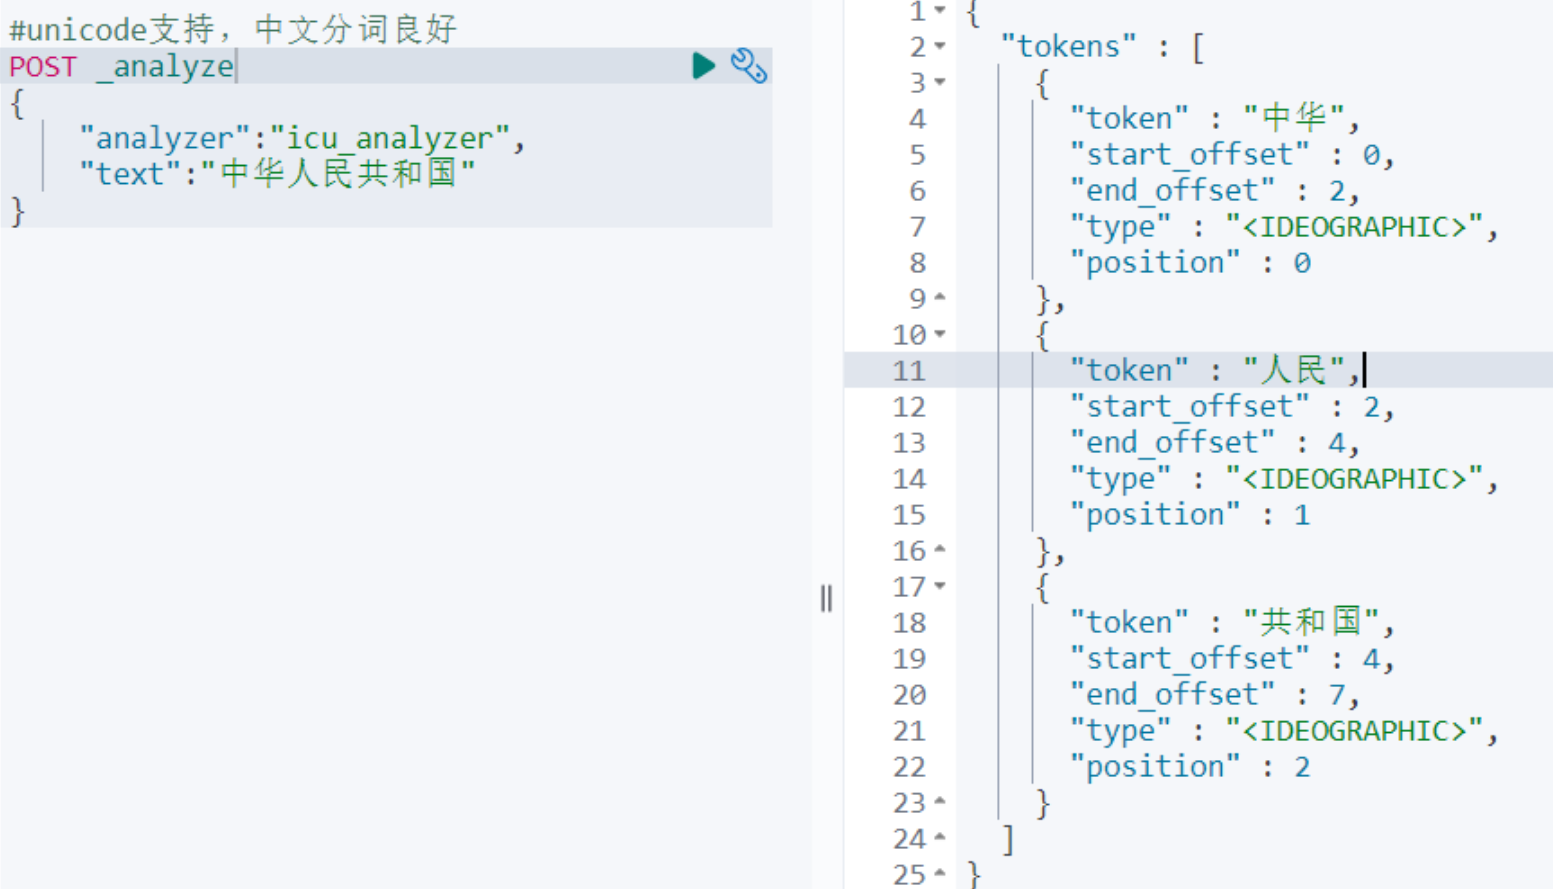 #unicode支持，中文分词良好
POST _analyze
{
"analyzer":"icu_analyzer",
"text":"中华人民共和国"
}
1 {
2 "tokens" : [
3 {
4 "token" : "中华",
5 "start_offset" : 0,
6 "end_offset" : 2,
7 "type" : "<IDEOGRAPHIC>",
8 "position" : 0
9 },
10 {
11 "token" : "人民",
12 "start_offset" : 2,
13 "end_offset" : 4,
14 "type" : "<IDEOGRAPHIC>",
15 "position" : 1
16 },
17 {
18 "token" : "共和国",
19 "start_offset" : 4,
20 "end_offset" : 7,
21 "type" : "<IDEOGRAPHIC>",
22 "position" : 2
23 }
24 ]
25 }